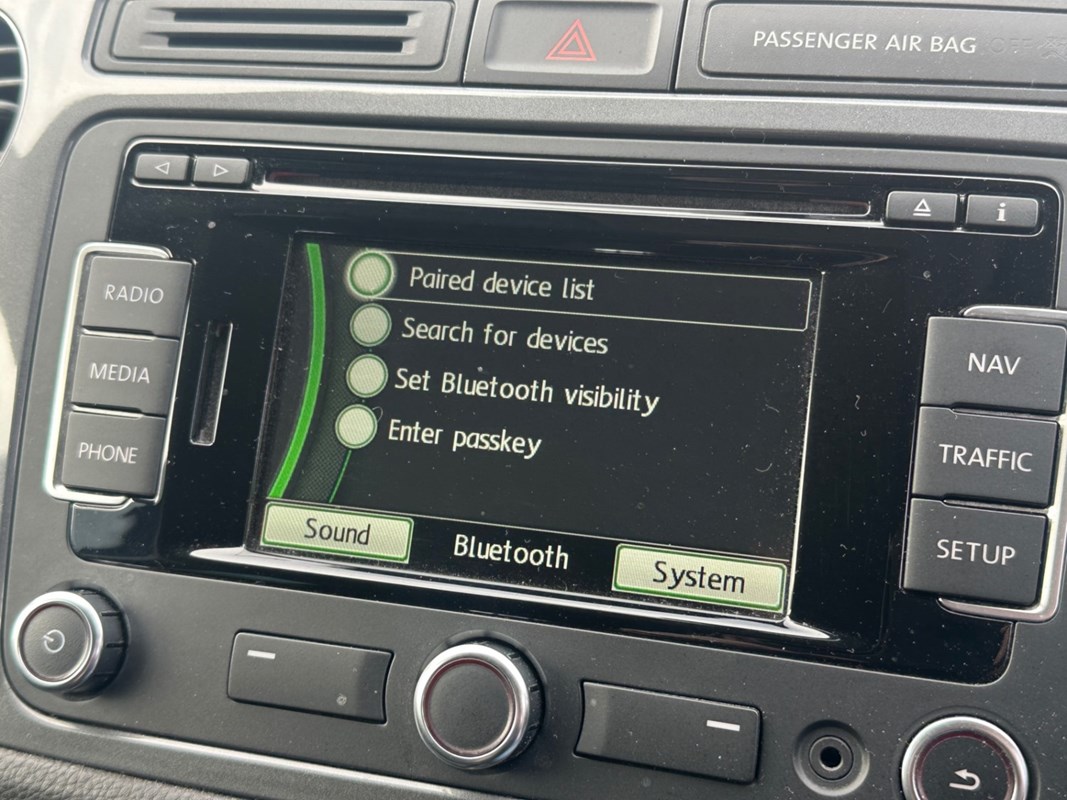 PASSENGER AIR BAG
RADIO
MEDIA
PHONE
Paired device list
Search for devices
Set Bluetooth visibility
Enter passkey
Sound
Bluetooth
System
i
NAV
TRAFFIC
SETUP